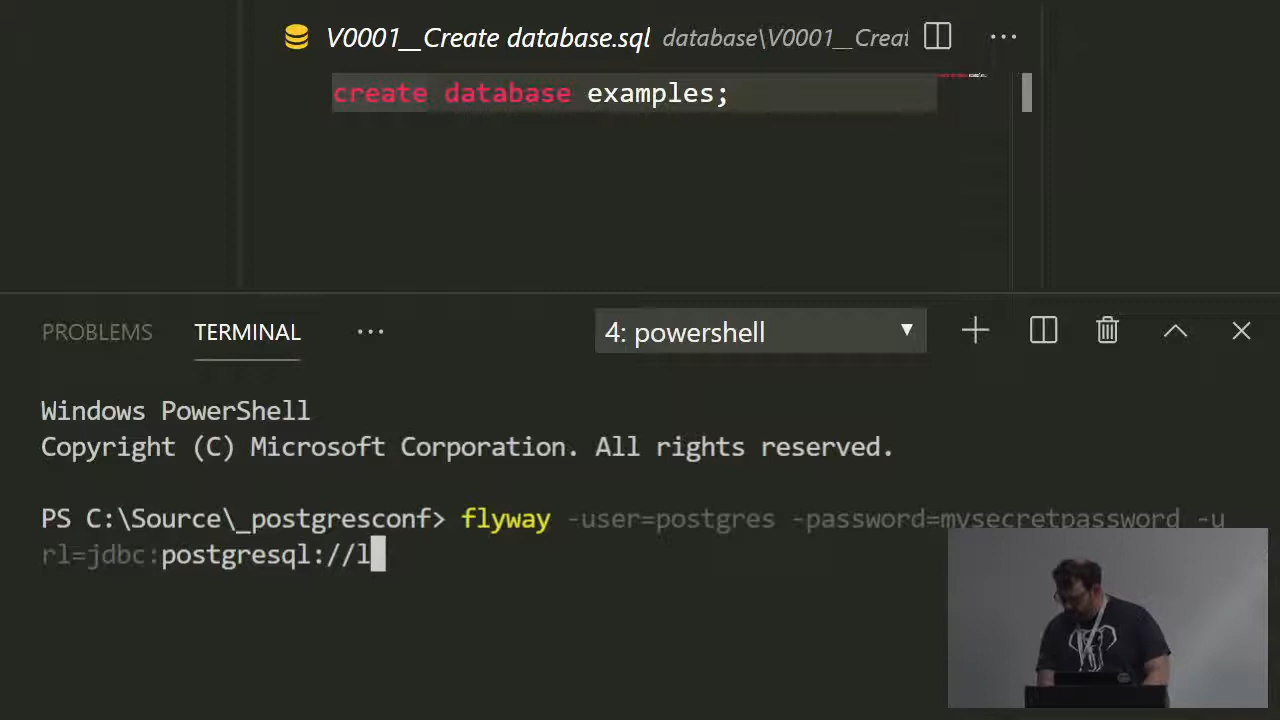 V0001__Create database.sql database\V0001__Creat
create database examples;
PROBLEMS TERMINAL ··· 4: powershell
Windows PowerShell
Copyright (C) Microsoft Corporation. All rights reserved.
PS C:\Source\_postgresconf> flyway -user=postgres -password=mysecretpassword -u
rl=jdbc:postgresql://l